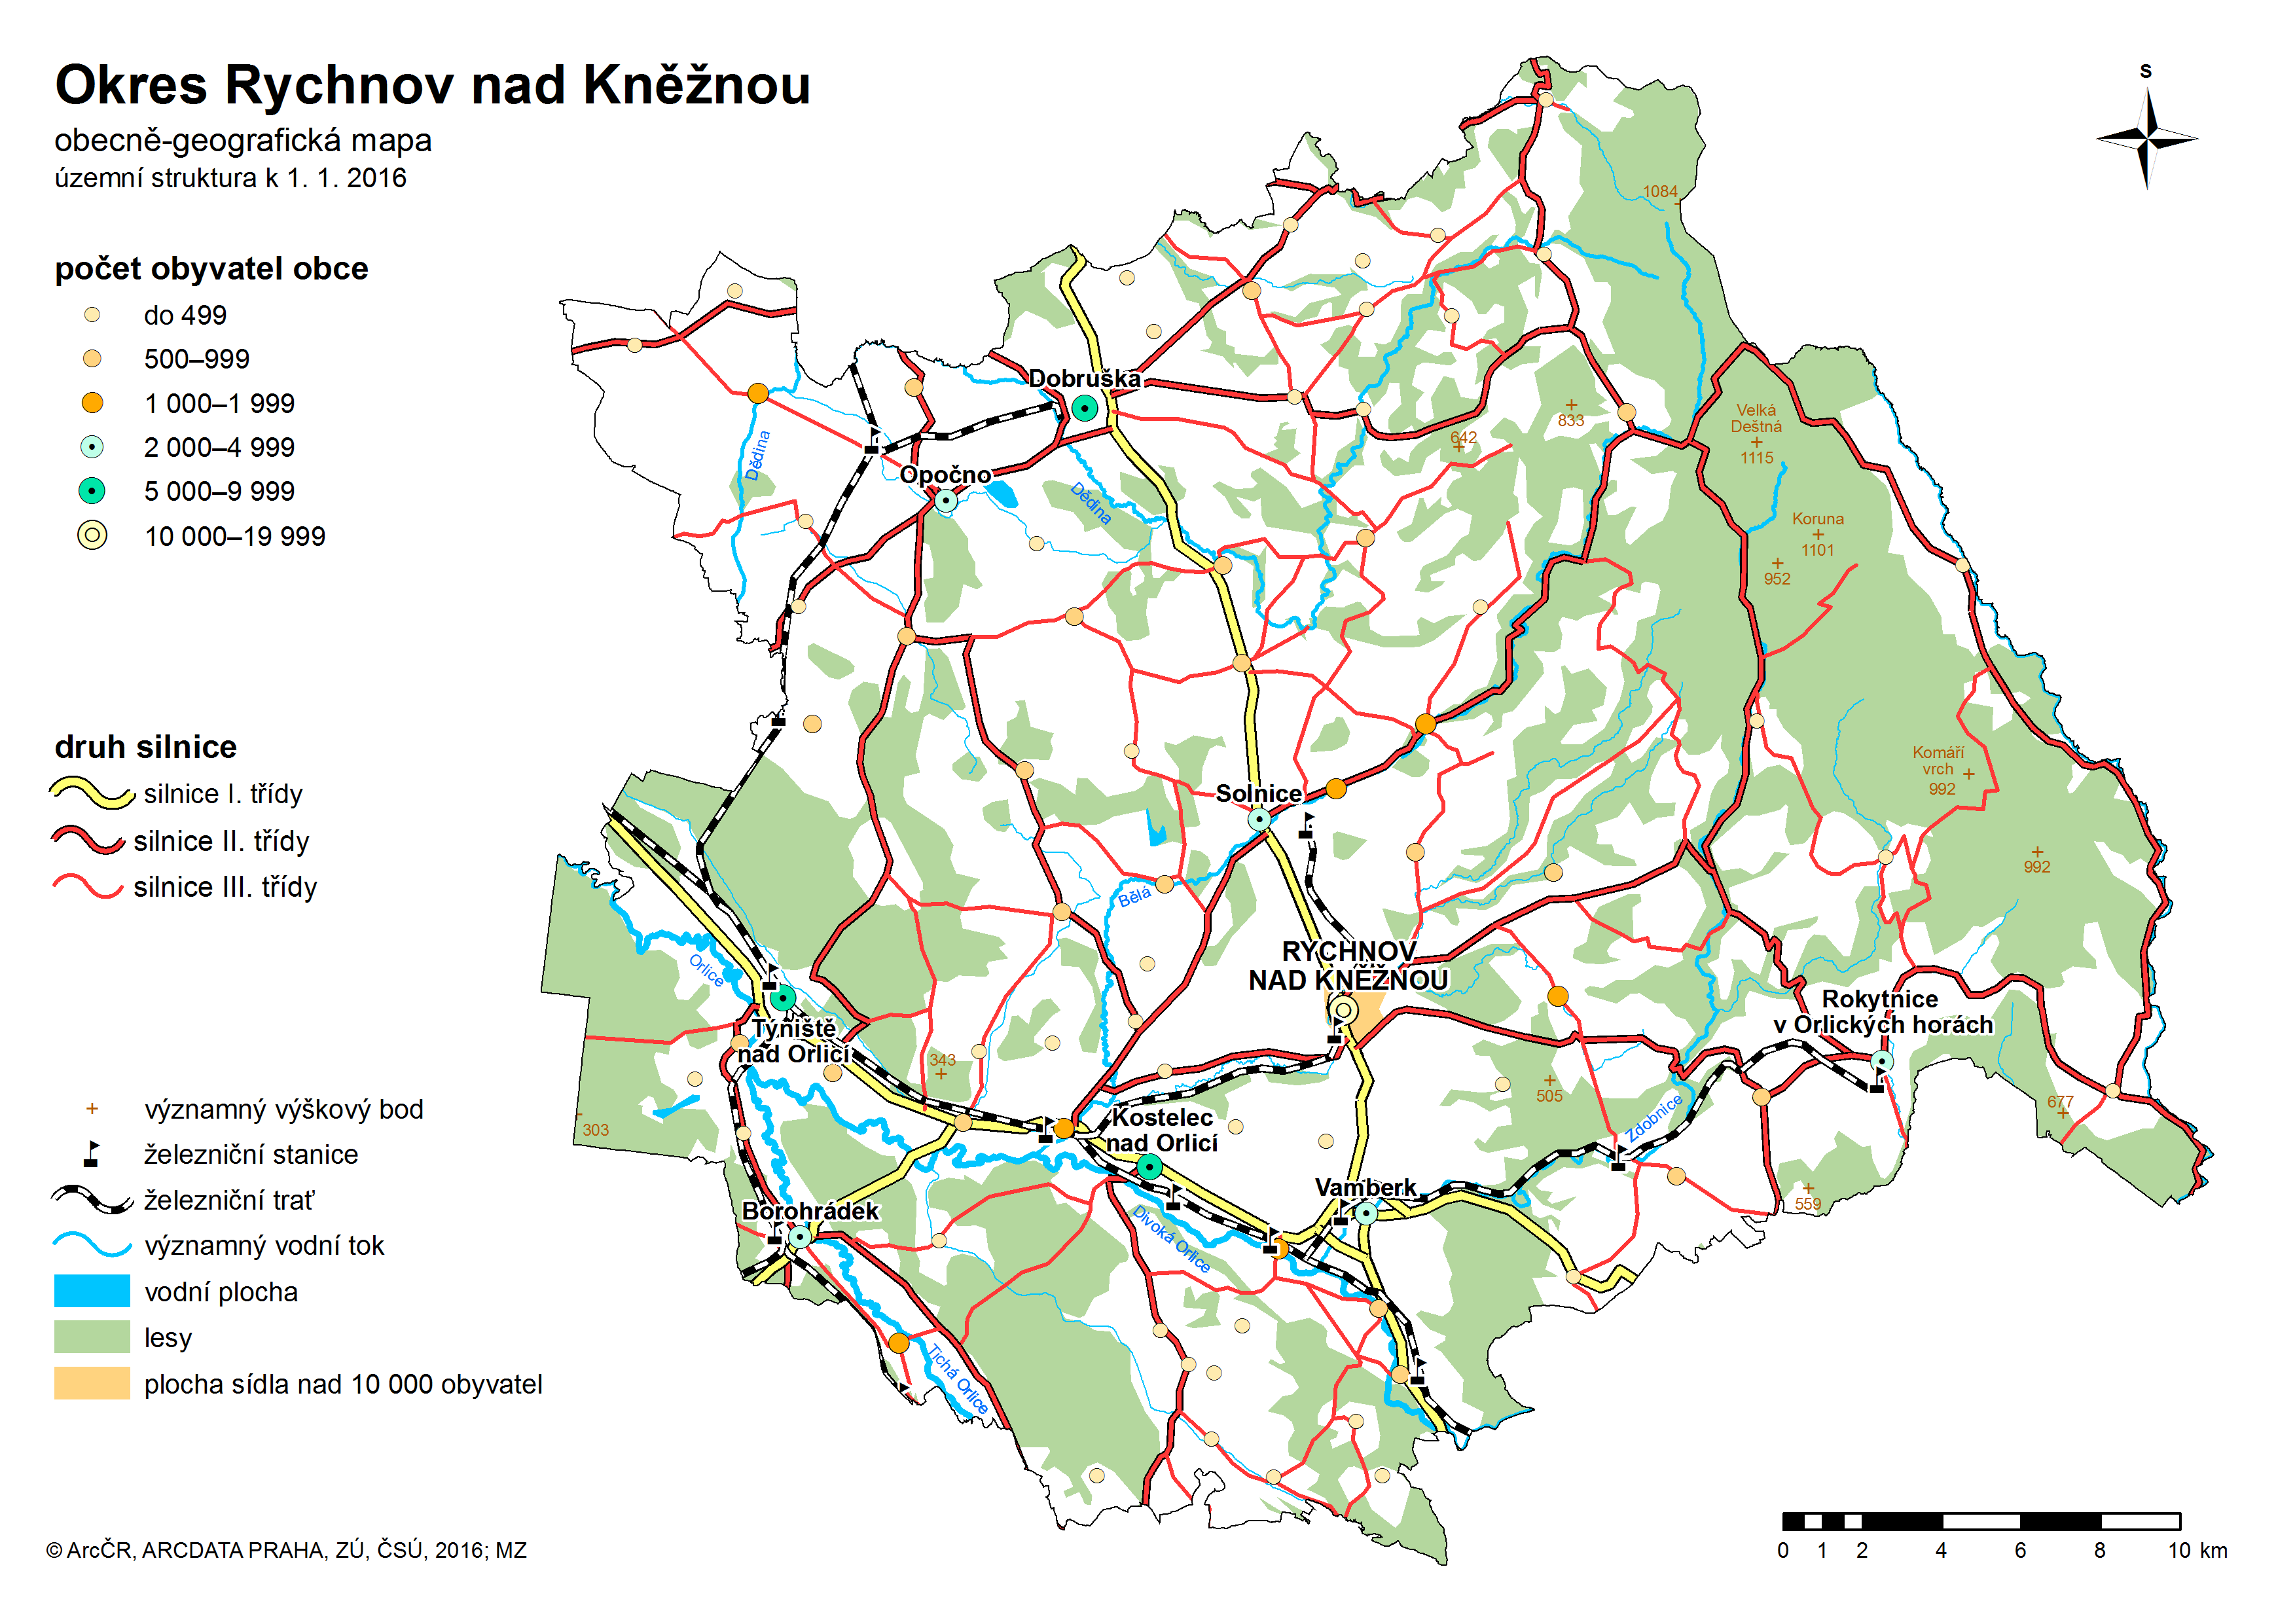 Okres Rychnov nad Kněžnou
obecně-geografická mapa
územní struktura k 1. 1. 2016
počet obyvatel obce
do 499
500–999
1 000–1 999
2 000–4 999
5 000–9 999
10 000–19 999
druh silnice
silnice I. třídy
silnice II. třídy
silnice III. třídy
významný výškový bod
železniční stanice
železniční trať
významný vodní tok
vodní plocha
lesy
plocha sídla nad 10 000 obyvatel
© ArcČR, ARCDATA PRAHA, ZÚ, ČSÚ, 2016; MZ
S
1084
Dobruška
833
642
Velká
Deštná
1115
Dědina
Opočno
Dědina
Koruna
1101
952
Komáří
vrch
992
Solnice
992
Bělá
RYCHNOV
NAD KNĚŽNOU
Orlice
Rokytnice
v Orlických horách
Týniště
nad Orlicí
343
505
677
303
Kostelec
nad Orlicí
Zdobnice
Vamberk
559
Borohrádek
Divoká Orlice
Tichá Orlice
0 1 2 4 6 8 10 km